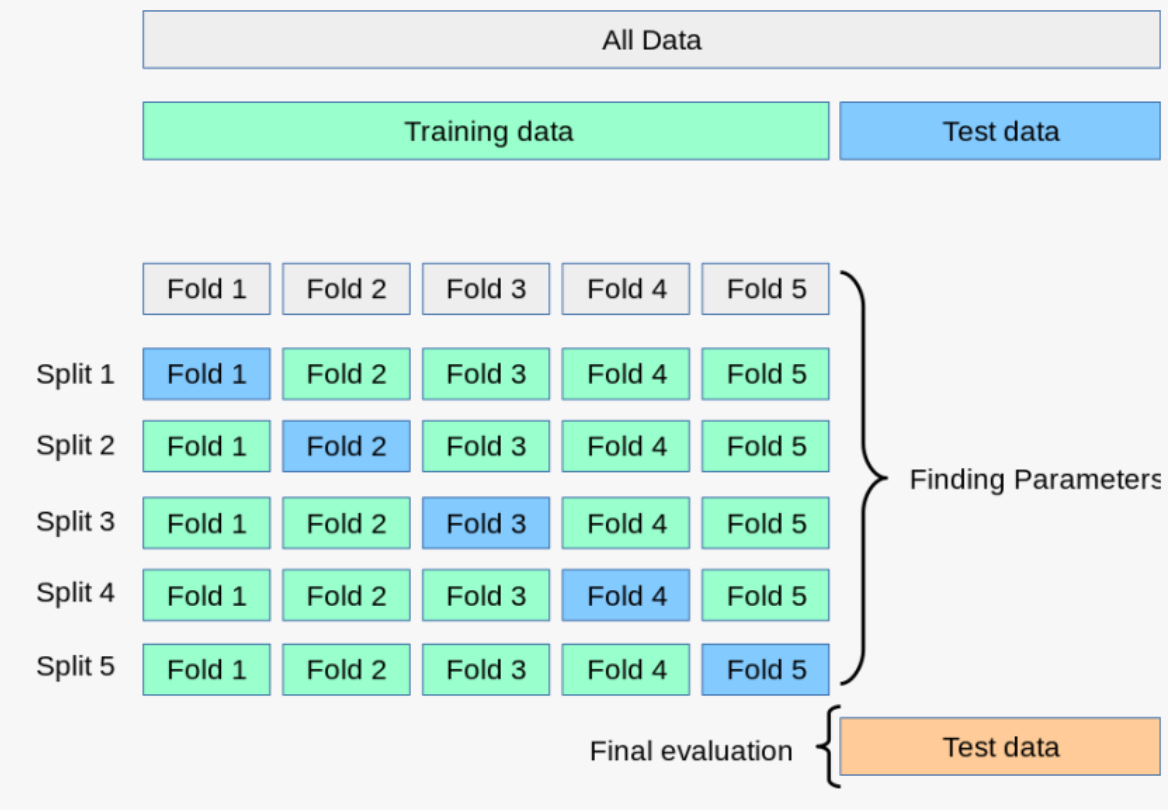 All Data
Training data Test data
Fold 1 Fold 2 Fold 3 Fold 4 Fold 5
Split 1 Fold 1 Fold 2 Fold 3 Fold 4 Fold 5
Split 2 Fold 1 Fold 2 Fold 3 Fold 4 Fold 5
Finding Parameters
Split 3 Fold 1 Fold 2 Fold 3 Fold 4 Fold 5
Split 4 Fold 1 Fold 2 Fold 3 Fold 4 Fold 5
Split 5 Fold 1 Fold 2 Fold 3 Fold 4 Fold 5
Final evaluation Test data